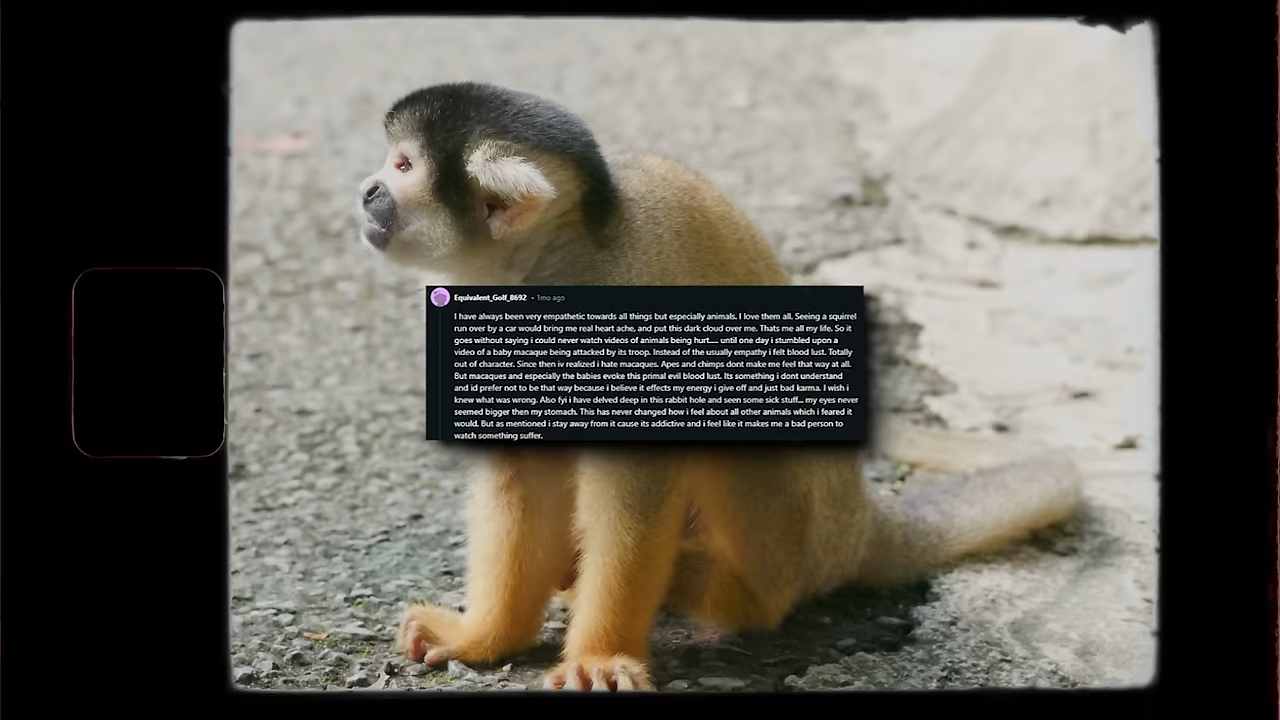 Equivalent_Golf_8692 • 1mo ago
I have always been very empathetic towards all things but especially animals. I love them all. Seeing a squirrel
run over by a car would bring me real heart ache, and put this dark cloud over me. Thats me all my life. So it
goes without saying i could never watch videos of animals being hurt..... until one day i stumbled upon a
video of a baby macaque being attacked by its troop. Instead of the usually empathy i felt blood lust. Totally
out of character. Since then iv realized i hate macaques. Apes and chimps dont make me feel that way at all.
But macaques and especially the babies evoke this primal evil blood lust. Its something i dont understand
and id prefer not to be that way because i believe it effects my energy i give off and just bad karma. I wish i
knew what was wrong. Also fyi i have delved deep in this rabbit hole and seen some sick stuff... my eyes never
seemed bigger then my stomach. This has never changed how i feel about all other animals which i feared it
would. But as mentioned i stay away from it cause its addictive and i feel like it makes me a bad person to
watch something suffer.